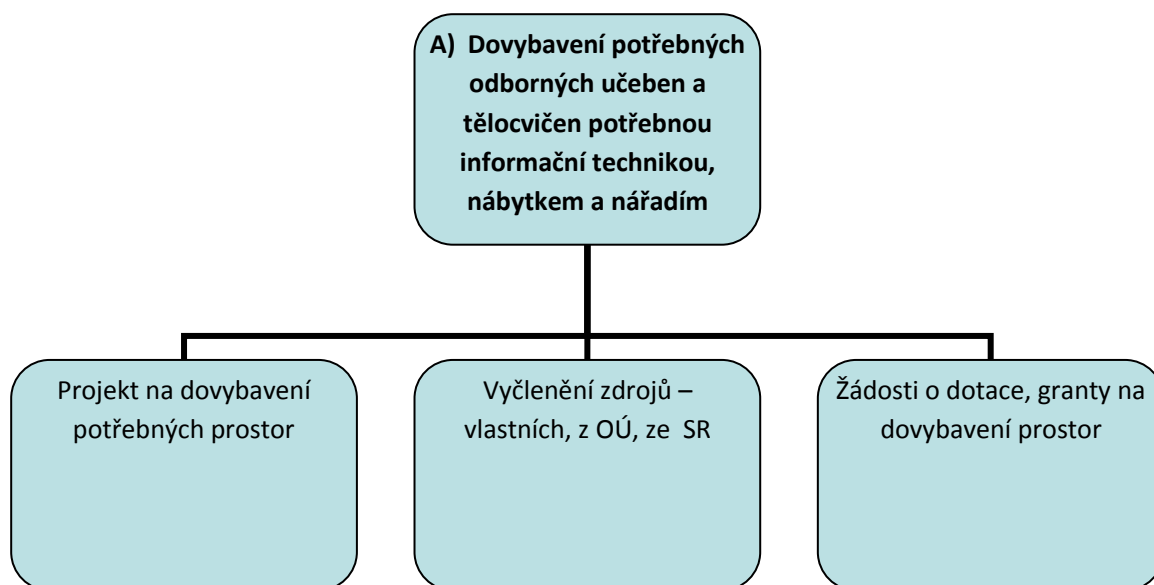 A) Dovybavení potřebných
odborných učeben a
tělocvičen potřebnou
informační technikou,
nábytkem a nářadím
Projekt na dovybavení
potřebných prostor
Vyčlenění zdrojů –
vlastních, z OÚ, ze SR
Žádosti o dotace, granty na
dovybavení prostor